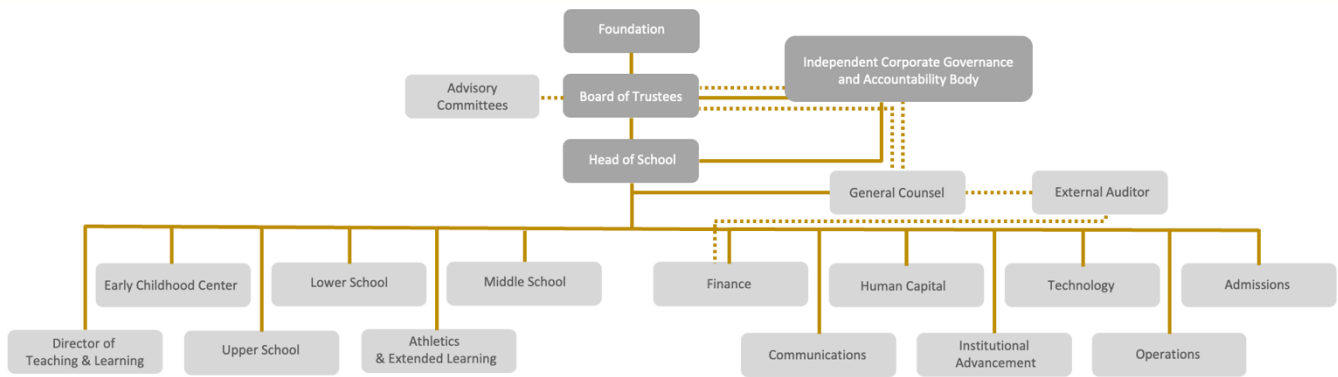 Foundation
Independent Corporate Governance
and Accountability Body
Advisory
Committees
Board of Trustees
Head of School
General Counsel
External Auditor
Early Childhood Center
Lower School
Middle School
Finance
Human Capital
Technology
Admissions
Director of
Teaching & Learning
Upper School
Athletics
& Extended Learning
Communications
Institutional
Advancement
Operations